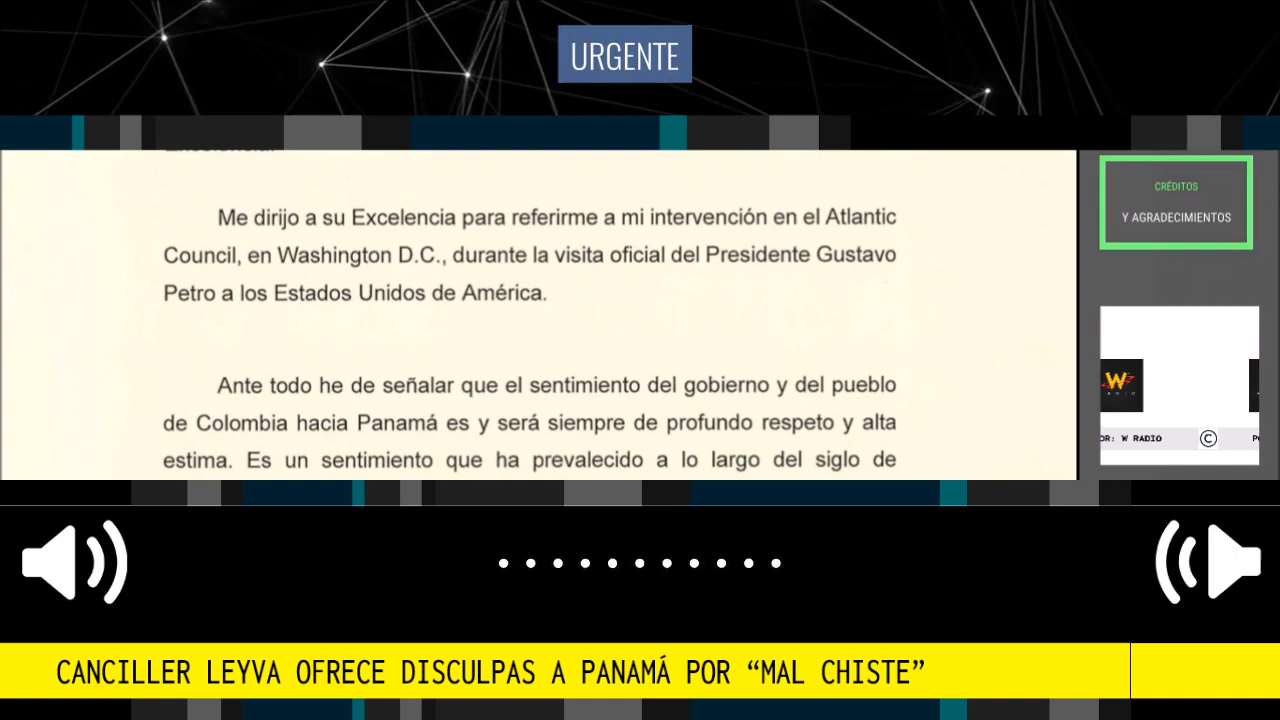 URGENTE
Me dirijo a su Excelencia para referirme a mi intervención en el Atlantic
Council, en Washington D.C., durante la visita oficial del Presidente Gustavo
Petro a los Estados Unidos de América.
Ante todo he de señalar que el sentimiento del gobierno y del pueblo
de Colombia hacia Panamá es y será siempre de profundo respeto y alta
estima. Es un sentimiento que ha prevalecido a lo largo del siglo de
CRÉDITOS
Y AGRADECIMIENTOS
W
OR: W RADIO
©
CANCILLER LEYVA OFRECE DISCULPAS A PANAMÁ POR “MAL CHISTE”